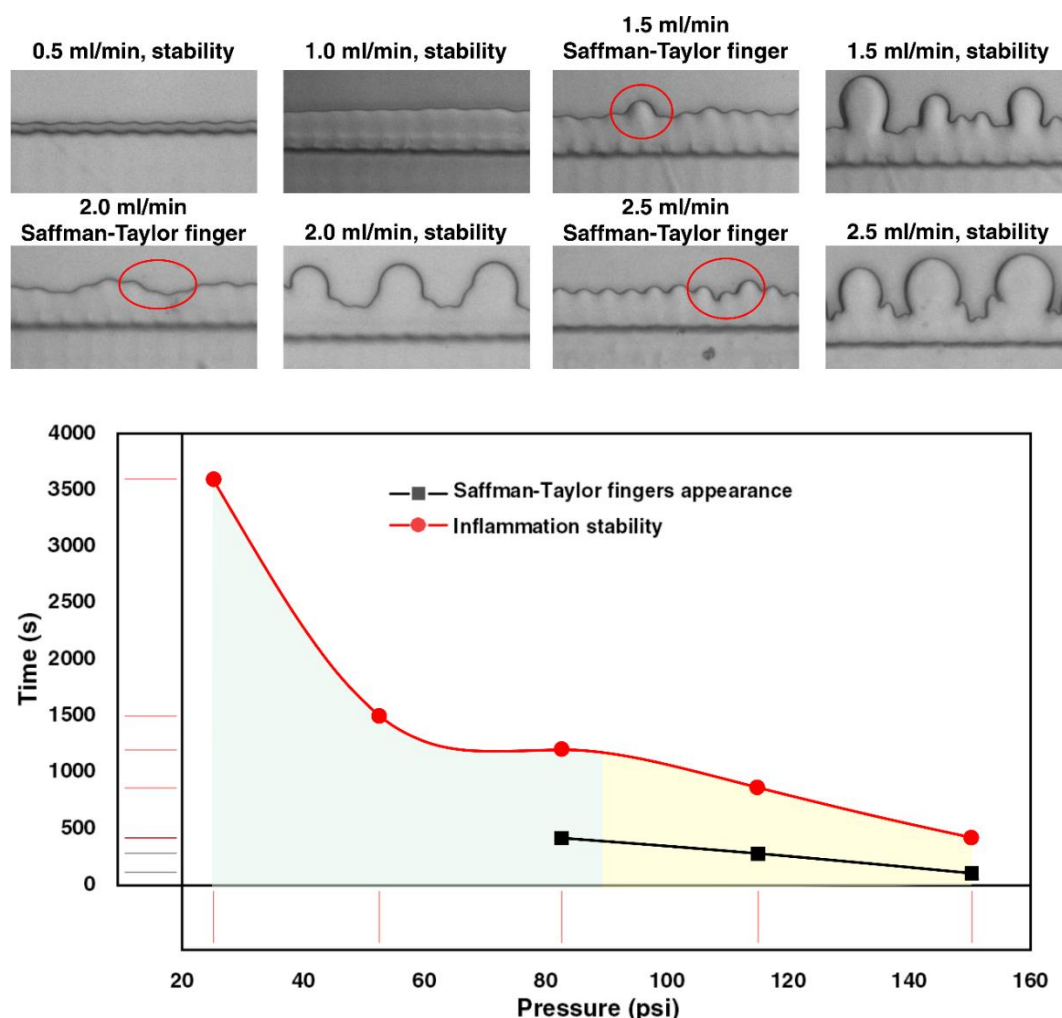 0.5 ml/min, stability
1.0 ml/min, stability
1.5 ml/min
Saffman-Taylor finger
1.5 ml/min, stability
2.0 ml/min
Saffman-Taylor finger
2.0 ml/min, stability
2.5 ml/min
Saffman-Taylor finger
2.5 ml/min, stability
4000
3500
3000
2500
2000
1500
1000
500
0
Time (s)
Saffman-Taylor fingers appearance
Inflammation stability
20
40
60
80
100
120
140
160
Pressure (psi)